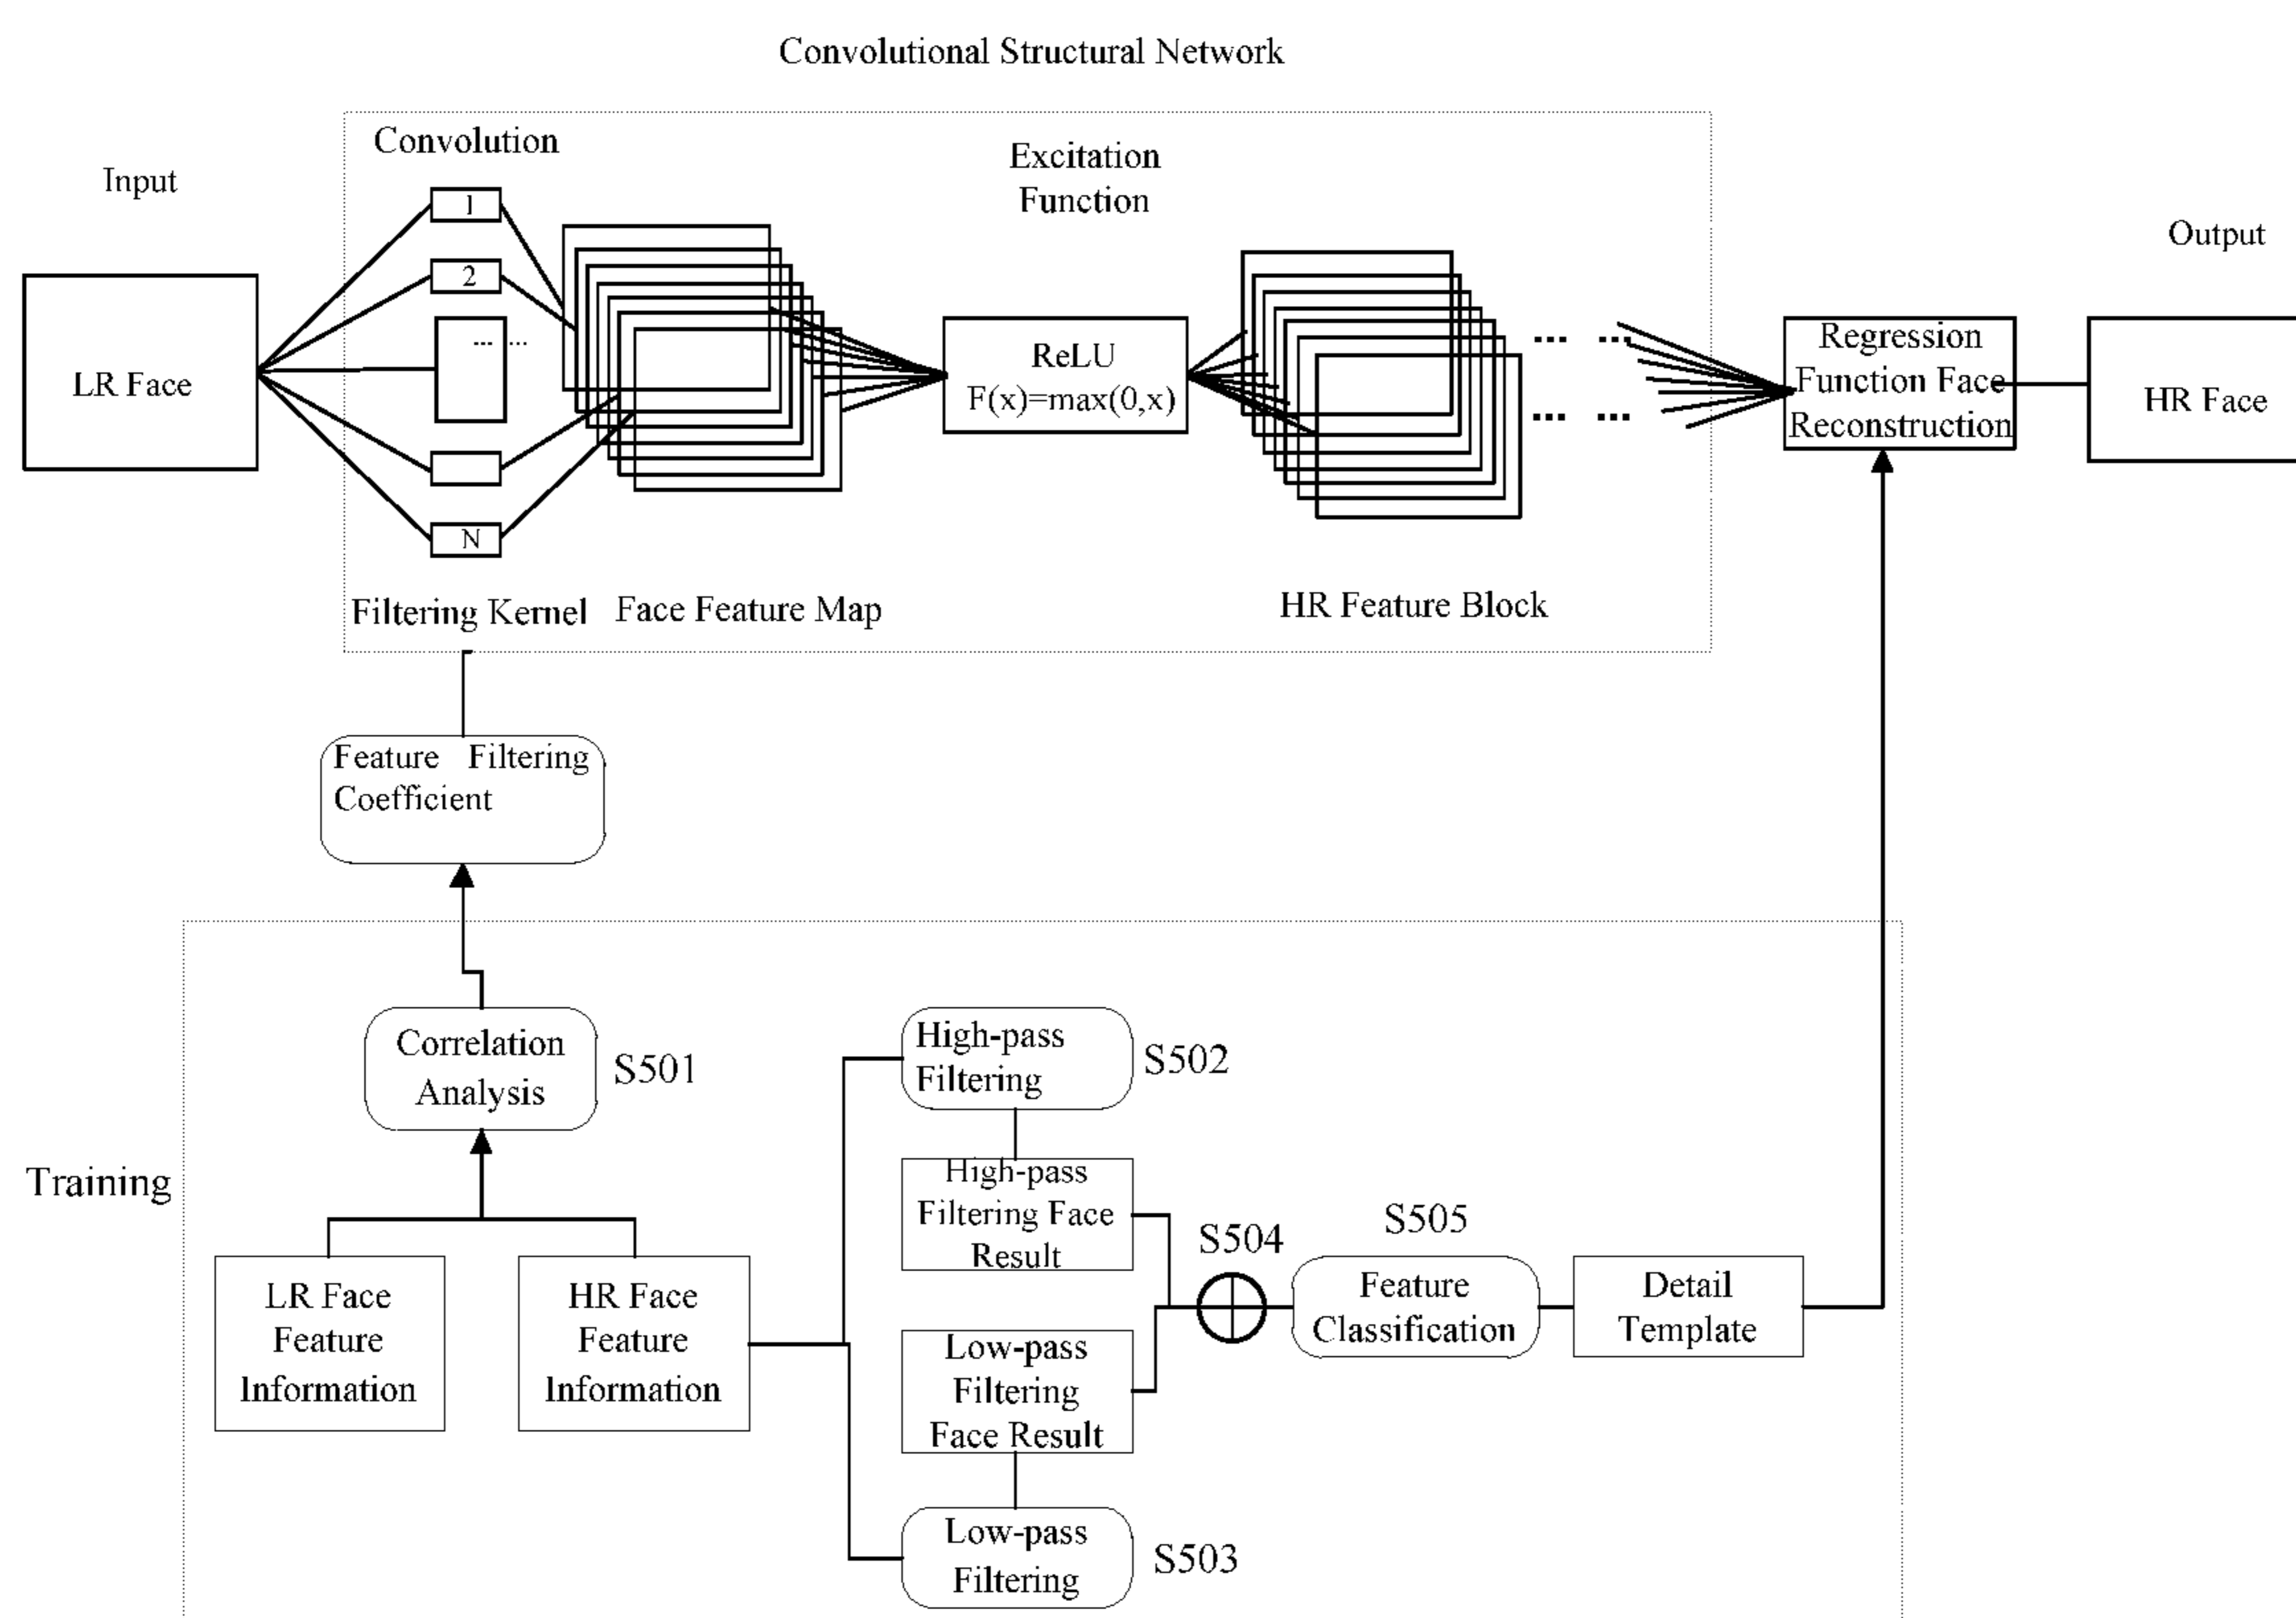 Convolutional Structural Network
Convolution
Excitation
Function
Input
Output
1
2
... ...
N
LR Face
ReLU
F(x)=max(0,x)
... ...
... ...
Regression
Function Face
Reconstruction
HR Face
Filtering Kernel
Face Feature Map
HR Feature Block
Feature Filtering
Coefficient
Correlation
Analysis
S501
High-pass
Filtering
S502
Training
High-pass
Filtering Face
Result
S504
S505
LR Face
Feature
Information
HR Face
Feature
Information
Feature
Classification
Detail
Template
Low-pass
Filtering
Face Result
Low-pass
Filtering
S503